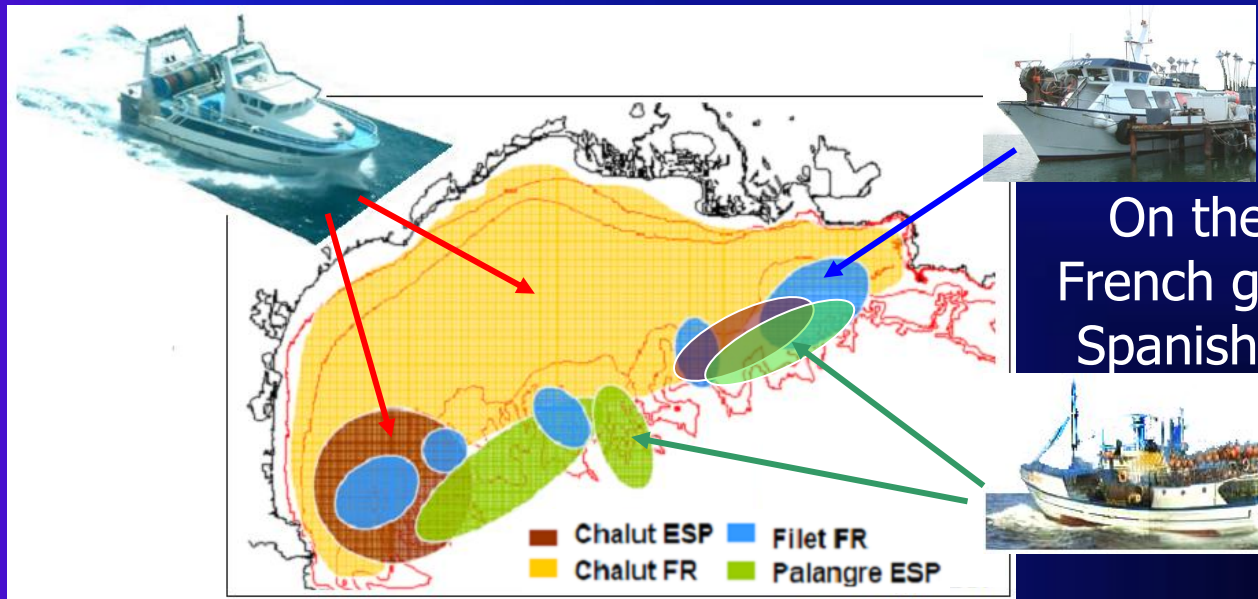 On the
French g
Spanish
Chalut ESP
Filet FR
Chalut FR
Palangre ESP